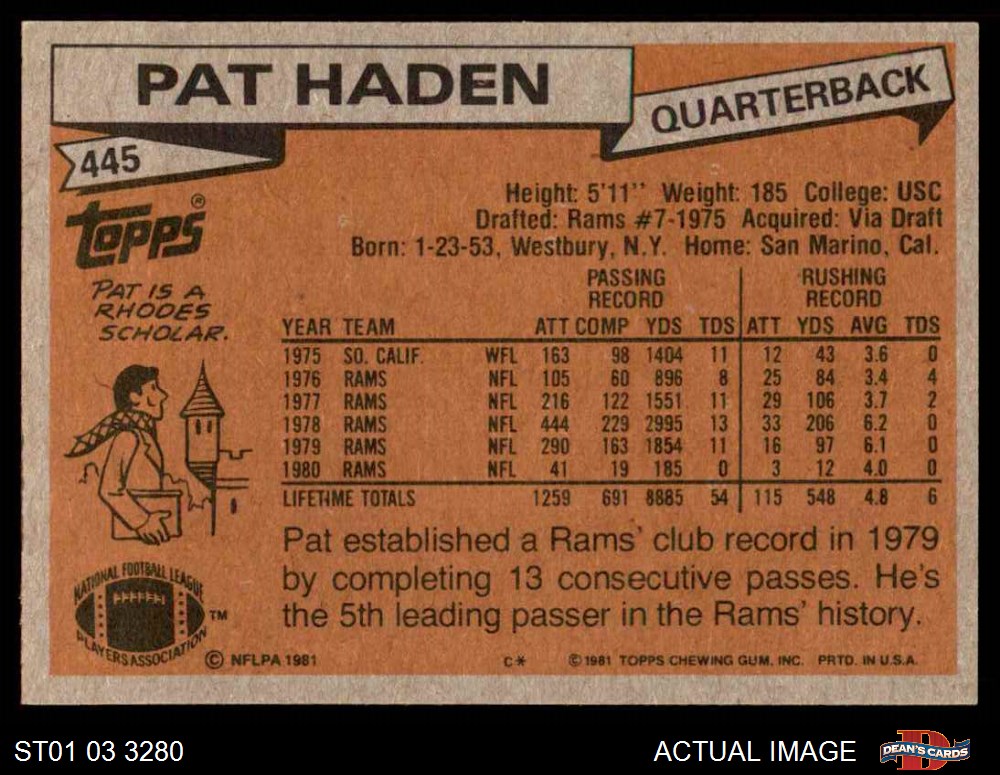 PAT HADEN
QUARTERBACK
445
TOPPS®
Height: 5'11'' Weight: 185 College: USC
Drafted: Rams #7-1975 Acquired: Via Draft
Born: 1-23-53, Westbury, N.Y. Home: San Marino, Cal.
PAT IS A
RHODES
SCHOLAR.
PASSING RUSHING
RECORD RECORD
YEAR TEAM ATT COMP YDS TDS ATT YDS AVG TDS
1975 SO. CALIF. WFL 163 98 1404 11 12 43 3.6 0
1976 RAMS NFL 105 60 896 8 25 84 3.4 4
1977 RAMS NFL 216 122 1551 11 29 106 3.7 2
1978 RAMS NFL 444 229 2995 13 33 206 6.2 0
1979 RAMS NFL 290 163 1854 11 16 97 6.1 0
1980 RAMS NFL 41 19 185 0 3 12 4.0 0
LIFETIME TOTALS 1259 691 8885 54 115 548 4.8 6
Pat established a Rams' club record in 1979
by completing 13 consecutive passes. He's
the 5th leading passer in the Rams' history.
NATIONAL FOOTBALL LEAGUE
PLAYERS ASSOCIATION
TM
© NFLPA 1981
C* © 1981 TOPPS CHEWING GUM, INC. PRTD. IN U.S.A.
ST01 03 3280
ACTUAL IMAGE
D
DEAN'S CARDS